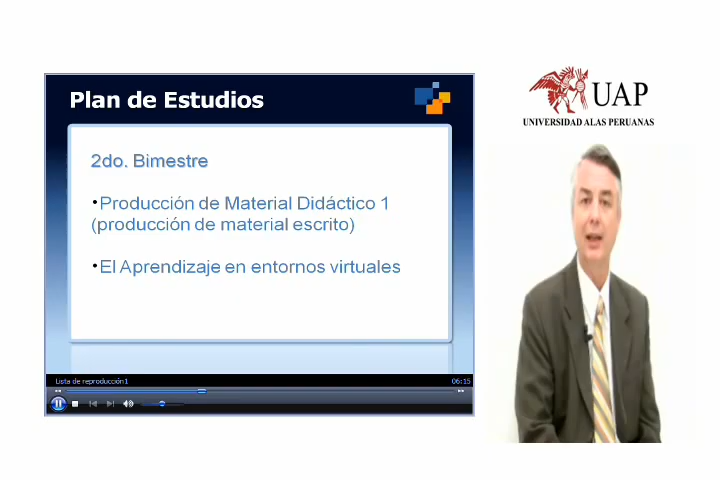 Plan de Estudios
2do. Bimestre
•Producción de Material Didáctico 1
(producción de material escrito)
•El Aprendizaje en entornos virtuales
Lista de reproducción1
06:15
UAP
UNIVERSIDAD ALAS PERUANAS